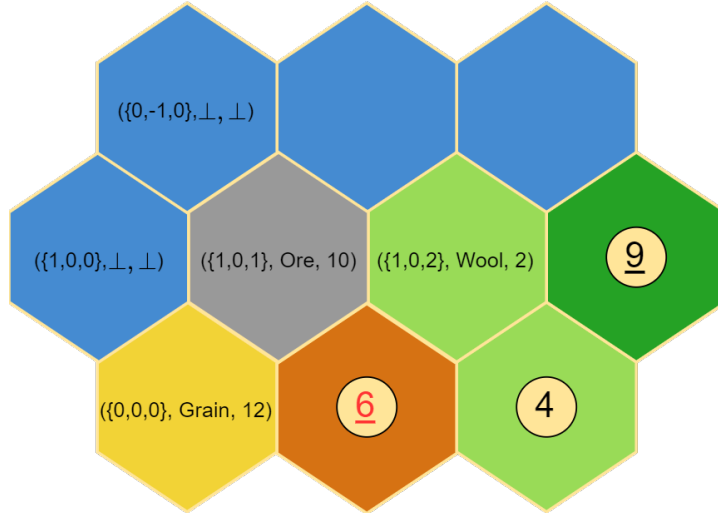 ({0,-1,0},⊥, ⊥)
({1,0,0},⊥, ⊥)
({1,0,1}, Ore, 10)
({1,0,2}, Wool, 2)
9
({0,0,0}, Grain, 12)
6
4